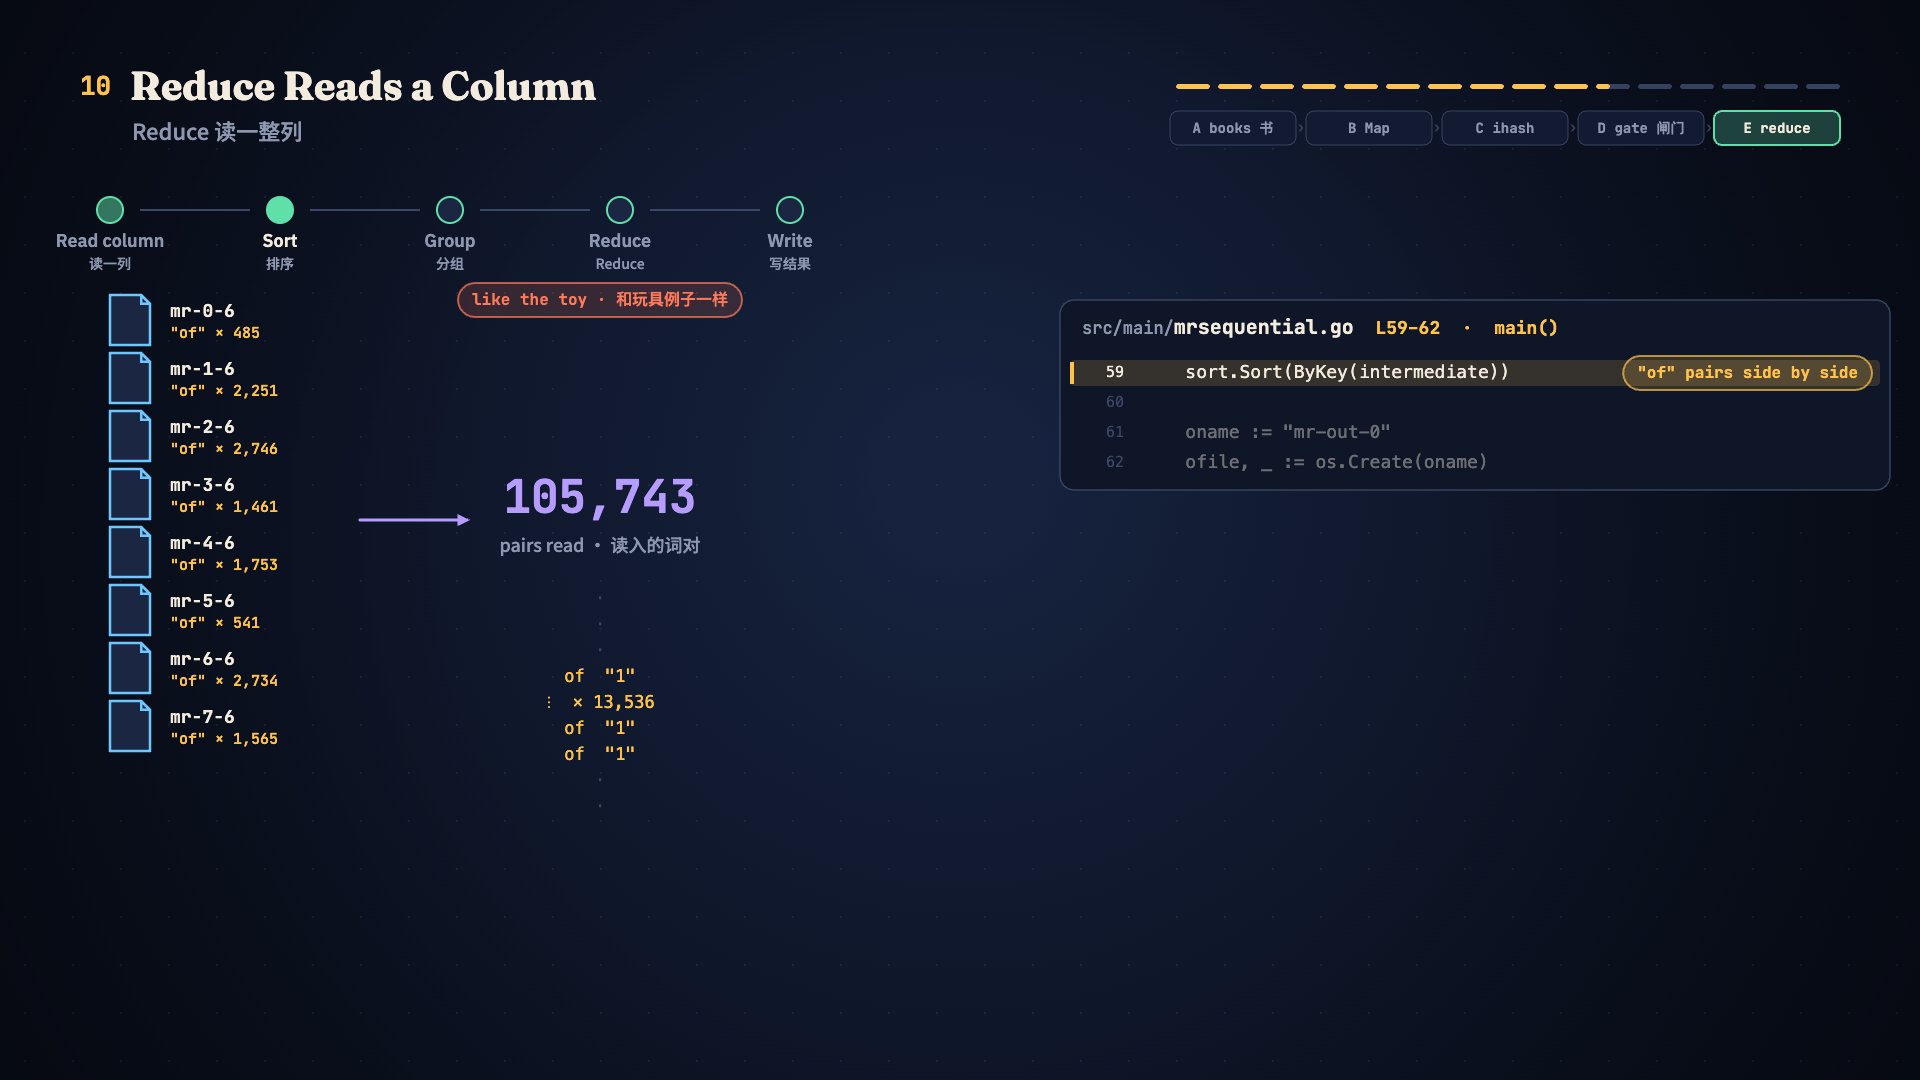 10 Reduce Reads a Column
Reduce 读一整列
A books 书 › B Map › C ihash › D gate 闸门 › E reduce
Read column Sort Group Reduce Write
读一列 排序 分组 Reduce 写结果
like the toy · 和玩具例子一样
mr-0-6
"of" × 485
mr-1-6
"of" × 2,251
mr-2-6
"of" × 2,746
mr-3-6
"of" × 1,461
mr-4-6
"of" × 1,753
mr-5-6
"of" × 541
mr-6-6
"of" × 2,734
mr-7-6
"of" × 1,565
105,743
pairs read · 读入的词对
of "1"
⋮ × 13,536
of "1"
of "1"
src/main/mrsequential.go L59-62 · main()
59 sort.Sort(ByKey(intermediate)) "of" pairs side by side
60
61 oname := "mr-out-0"
62 ofile, _ := os.Create(oname)